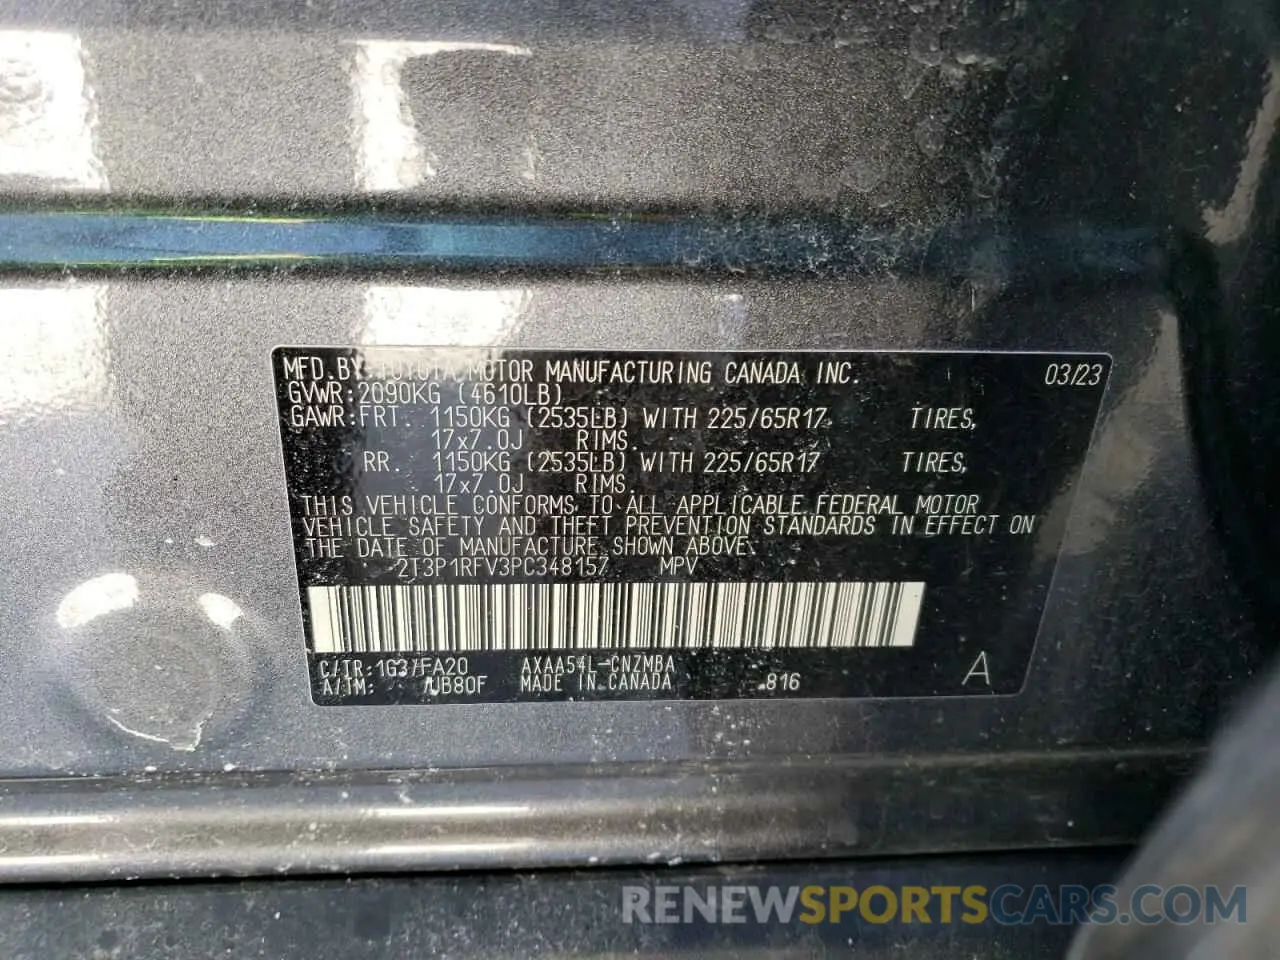 MFD.BY:TOYOTA MOTOR MANUFACTURING CANADA INC. 03/23
GVWR:2090KG (4610LB)
GAWR:FRT. 1150KG (2535LB) WITH 225/65R17 TIRES,
17x7.0J RIMS.
RR. 1150KG (2535LB) WITH 225/65R17 TIRES,
17x7.0J RIMS.
THIS VEHICLE CONFORMS TO ALL APPLICABLE FEDERAL MOTOR
VEHICLE SAFETY AND THEFT PREVENTION STANDARDS IN EFFECT ON
THE DATE OF MANUFACTURE SHOWN ABOVE.
2T3P1RFV3PC348157 MPV
C/TR:1G3/FA20 AXAA54L-CNZMBA A
A/TM: /UB80F MADE IN CANADA 816
RENEWSPORTSCARS.COM